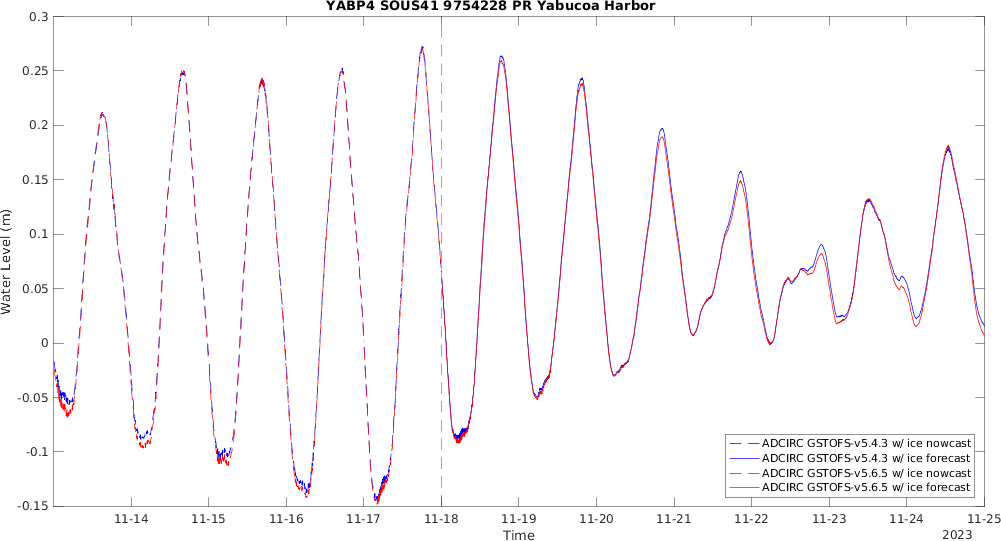 YABP4 SOUS41 9754228 PR Yabucoa Harbor
0.3
0.25
0.2
0.15
0.1
0.05
0
-0.05
-0.1
-0.15
Water Level (m)
ADCIRC GSTOFS-v5.4.3 w/ ice nowcast
ADCIRC GSTOFS-v5.4.3 w/ ice forecast
ADCIRC GSTOFS-v5.6.5 w/ ice nowcast
ADCIRC GSTOFS-v5.6.5 w/ ice forecast
11-14 11-15 11-16 11-17 11-18 11-19 11-20 11-21 11-22 11-23 11-24 11-25
Time
2023